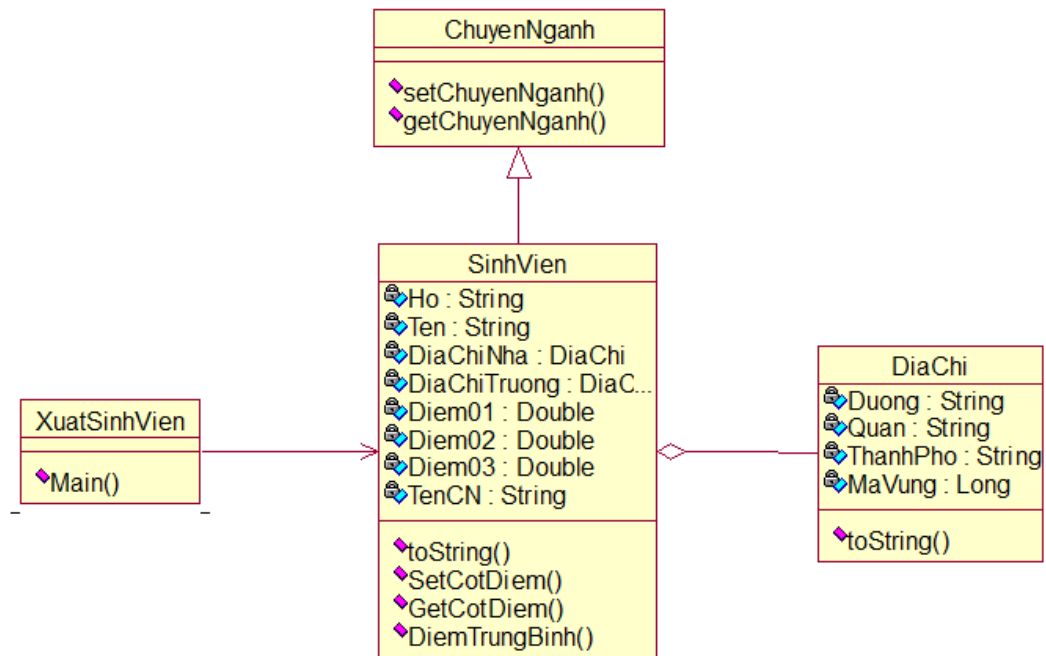 ChuyenNganh
setChuyenNganh()
getChuyenNganh()
SinhVien
Ho : String
Ten : String
DiaChiNha : DiaChi
DiaChiTruong : DiaC...
Diem01 : Double
Diem02 : Double
Diem03 : Double
TenCN : String
toString()
SetCotDiem()
GetCotDiem()
DiemTrungBinh()
XuatSinhVien
Main()
DiaChi
Duong : String
Quan : String
ThanhPho : String
MaVung : Long
toString()